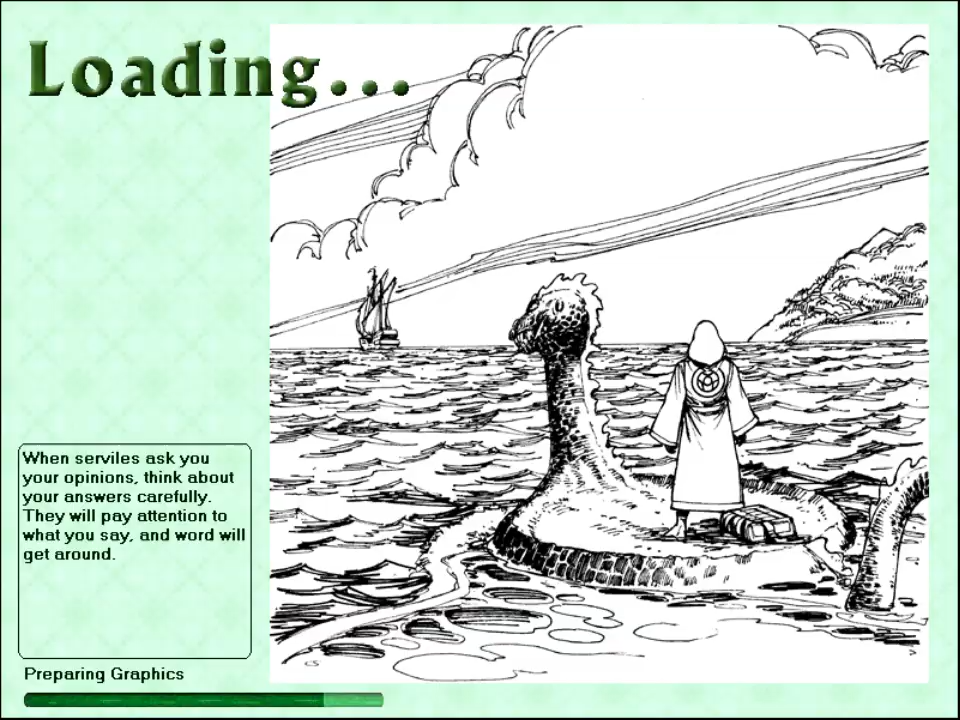 Loading...
When serviles ask you
your opinions, think about
your answers carefully.
They will pay attention to
what you say, and word will
get around.
Preparing Graphics